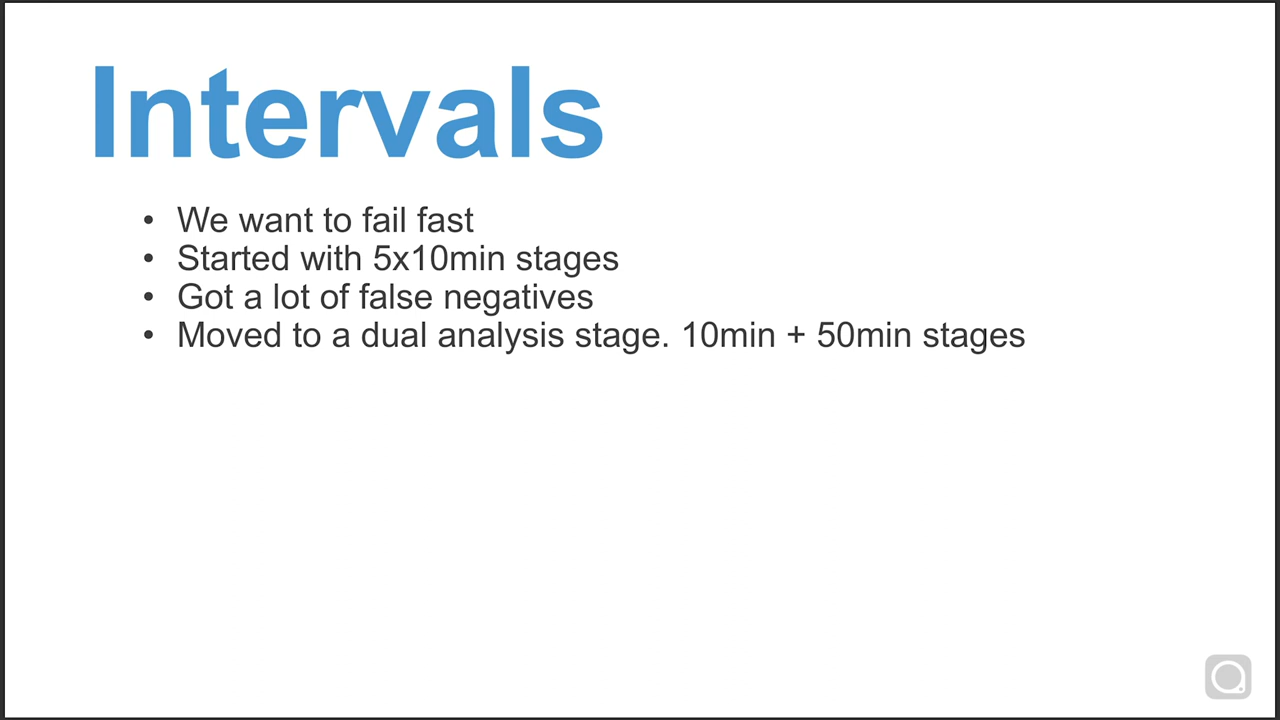 Intervals
• We want to fail fast
• Started with 5x10min stages
• Got a lot of false negatives
• Moved to a dual analysis stage. 10min + 50min stages